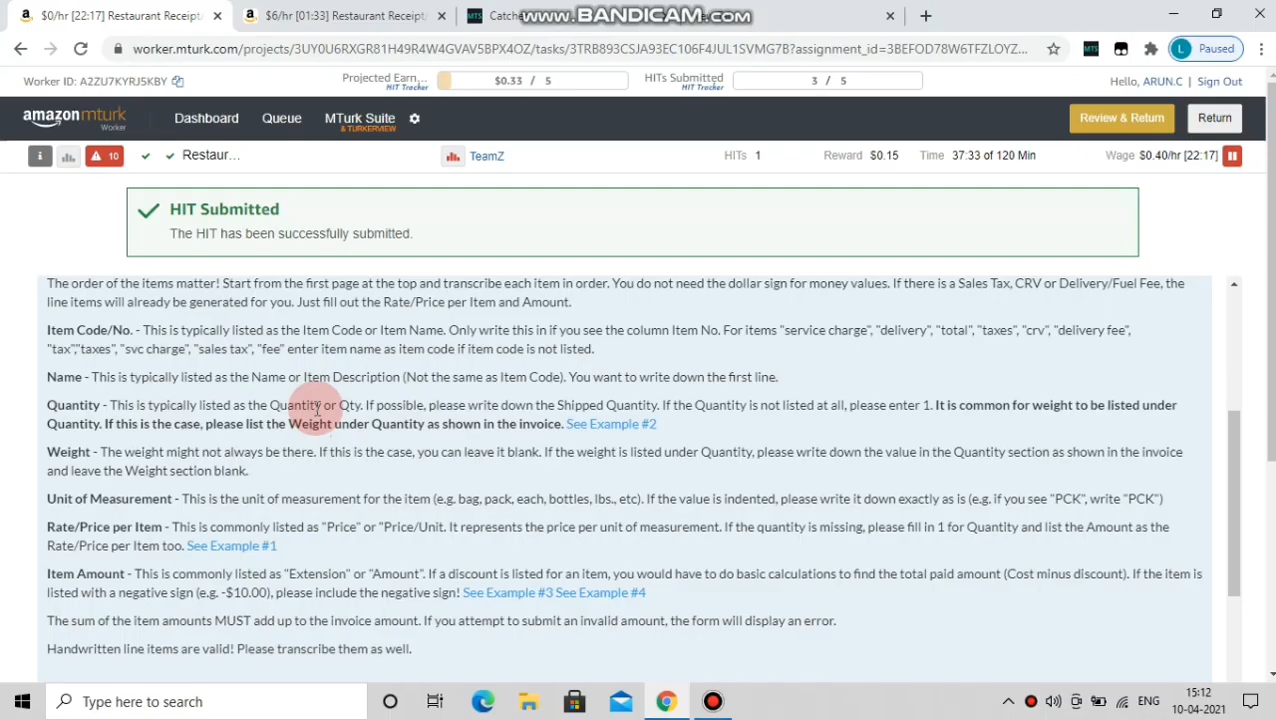 $0/hr [22:17] Restaurant Receipt
$6/hr [01:33] Restaurant Receipt
Catche
www.BANDICAM.com
worker.mturk.com/projects/3UY0U6RXGR81H49R4W4GVAV5BPX4OZ/tasks/3TRB893CSJA93EC106F4JUL1SVMG7B?assignment_id=3BEFOD78W6TFZLOYZ...
MTS
L Paused
Worker ID: A2ZU7KYRJ5KBY
Projected Earn... $0.33 / 5
HIT Tracker
HITs Submitted 3 / 5
HIT Tracker
Hello, ARUN.C | Sign Out
amazon mturk
Worker
Dashboard Queue MTurk Suite
& TURKERVIEW
Review & Return Return
10 Restaur... TeamZ HITs 1 Reward $0.15 Time 37:33 of 120 Min Wage $0.40/hr [22:17]
HIT Submitted
The HIT has been successfully submitted.
The order of the items matter! Start from the first page at the top and transcribe each item in order. You do not need the dollar sign for money values. If there is a Sales Tax, CRV or Delivery/Fuel Fee, the
line items will already be generated for you. Just fill out the Rate/Price per Item and Amount.
Item Code/No. - This is typically listed as the Item Code or Item Name. Only write this in if you see the column Item No. For items "service charge", "delivery", "total", "taxes", "crv", "delivery fee",
"tax","taxes", "svc charge", "sales tax", "fee" enter item name as item code if item code is not listed.
Name - This is typically listed as the Name or Item Description (Not the same as Item Code). You want to write down the first line.
Quantity - This is typically listed as the Quantity or Qty. If possible, please write down the Shipped Quantity. If the Quantity is not listed at all, please enter 1. It is common for weight to be listed under
Quantity. If this is the case, please list the Weight under Quantity as shown in the invoice. See Example #2
Weight - The weight might not always be there. If this is the case, you can leave it blank. If the weight is listed under Quantity, please write down the value in the Quantity section as shown in the invoice
and leave the Weight section blank.
Unit of Measurement - This is the unit of measurement for the item (e.g. bag, pack, each, bottles, lbs., etc). If the value is indented, please write it down exactly as is (e.g. if you see "PCK", write "PCK")
Rate/Price per Item - This is commonly listed as "Price" or "Price/Unit. It represents the price per unit of measurement. If the quantity is missing, please fill in 1 for Quantity and list the Amount as the
Rate/Price per Item too. See Example #1
Item Amount - This is commonly listed as "Extension" or "Amount". If a discount is listed for an item, you would have to do basic calculations to find the total paid amount (Cost minus discount). If the item is
listed with a negative sign (e.g. -$10.00), please include the negative sign! See Example #3 See Example #4
The sum of the item amounts MUST add up to the invoice amount. If you attempt to submit an invalid amount, the form will display an error.
Handwritten line items are valid! Please transcribe them as well.
Type here to search
ENG
15:12
10-04-2021